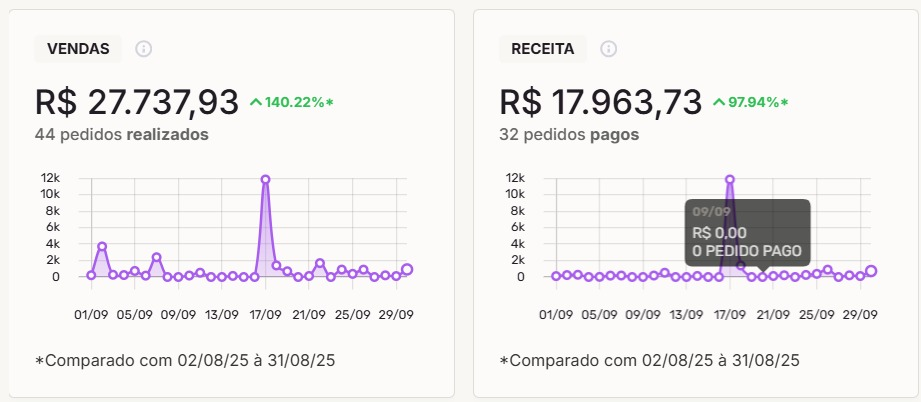 VENDAS
R$ 27.737,93 140.22%*
44 pedidos realizados
12k
10k
8k
6k
4k
2k
0
01/09 05/09 09/09 13/09 17/09 21/09 25/09 29/09
*Comparado com 02/08/25 à 31/08/25
RECEITA
R$ 17.963,73 97.94%*
32 pedidos pagos
12k
10k
8k
6k
4k
2k
0
09/09
R$ 0,00
0 PEDIDO PAGO
01/09 05/09 09/09 13/09 17/09 21/09 25/09 29/09
*Comparado com 02/08/25 à 31/08/25